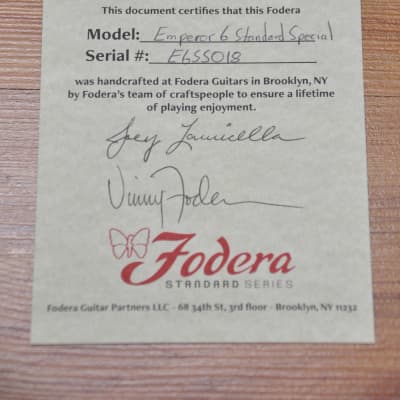 This document certifies that this Fodera
Model: Emperor 6 Standard Special
Serial #: E6SS018
was handcrafted at Fodera Guitars in Brooklyn, NY
by Fodera's team of craftspeople to ensure a lifetime
of playing enjoyment.
Joey Lauricella
Vinny Fodera
Fodera
STANDARD SERIES
Fodera Guitar Partners LLC - 68 34th St, 3rd floor - Brooklyn, NY 11232